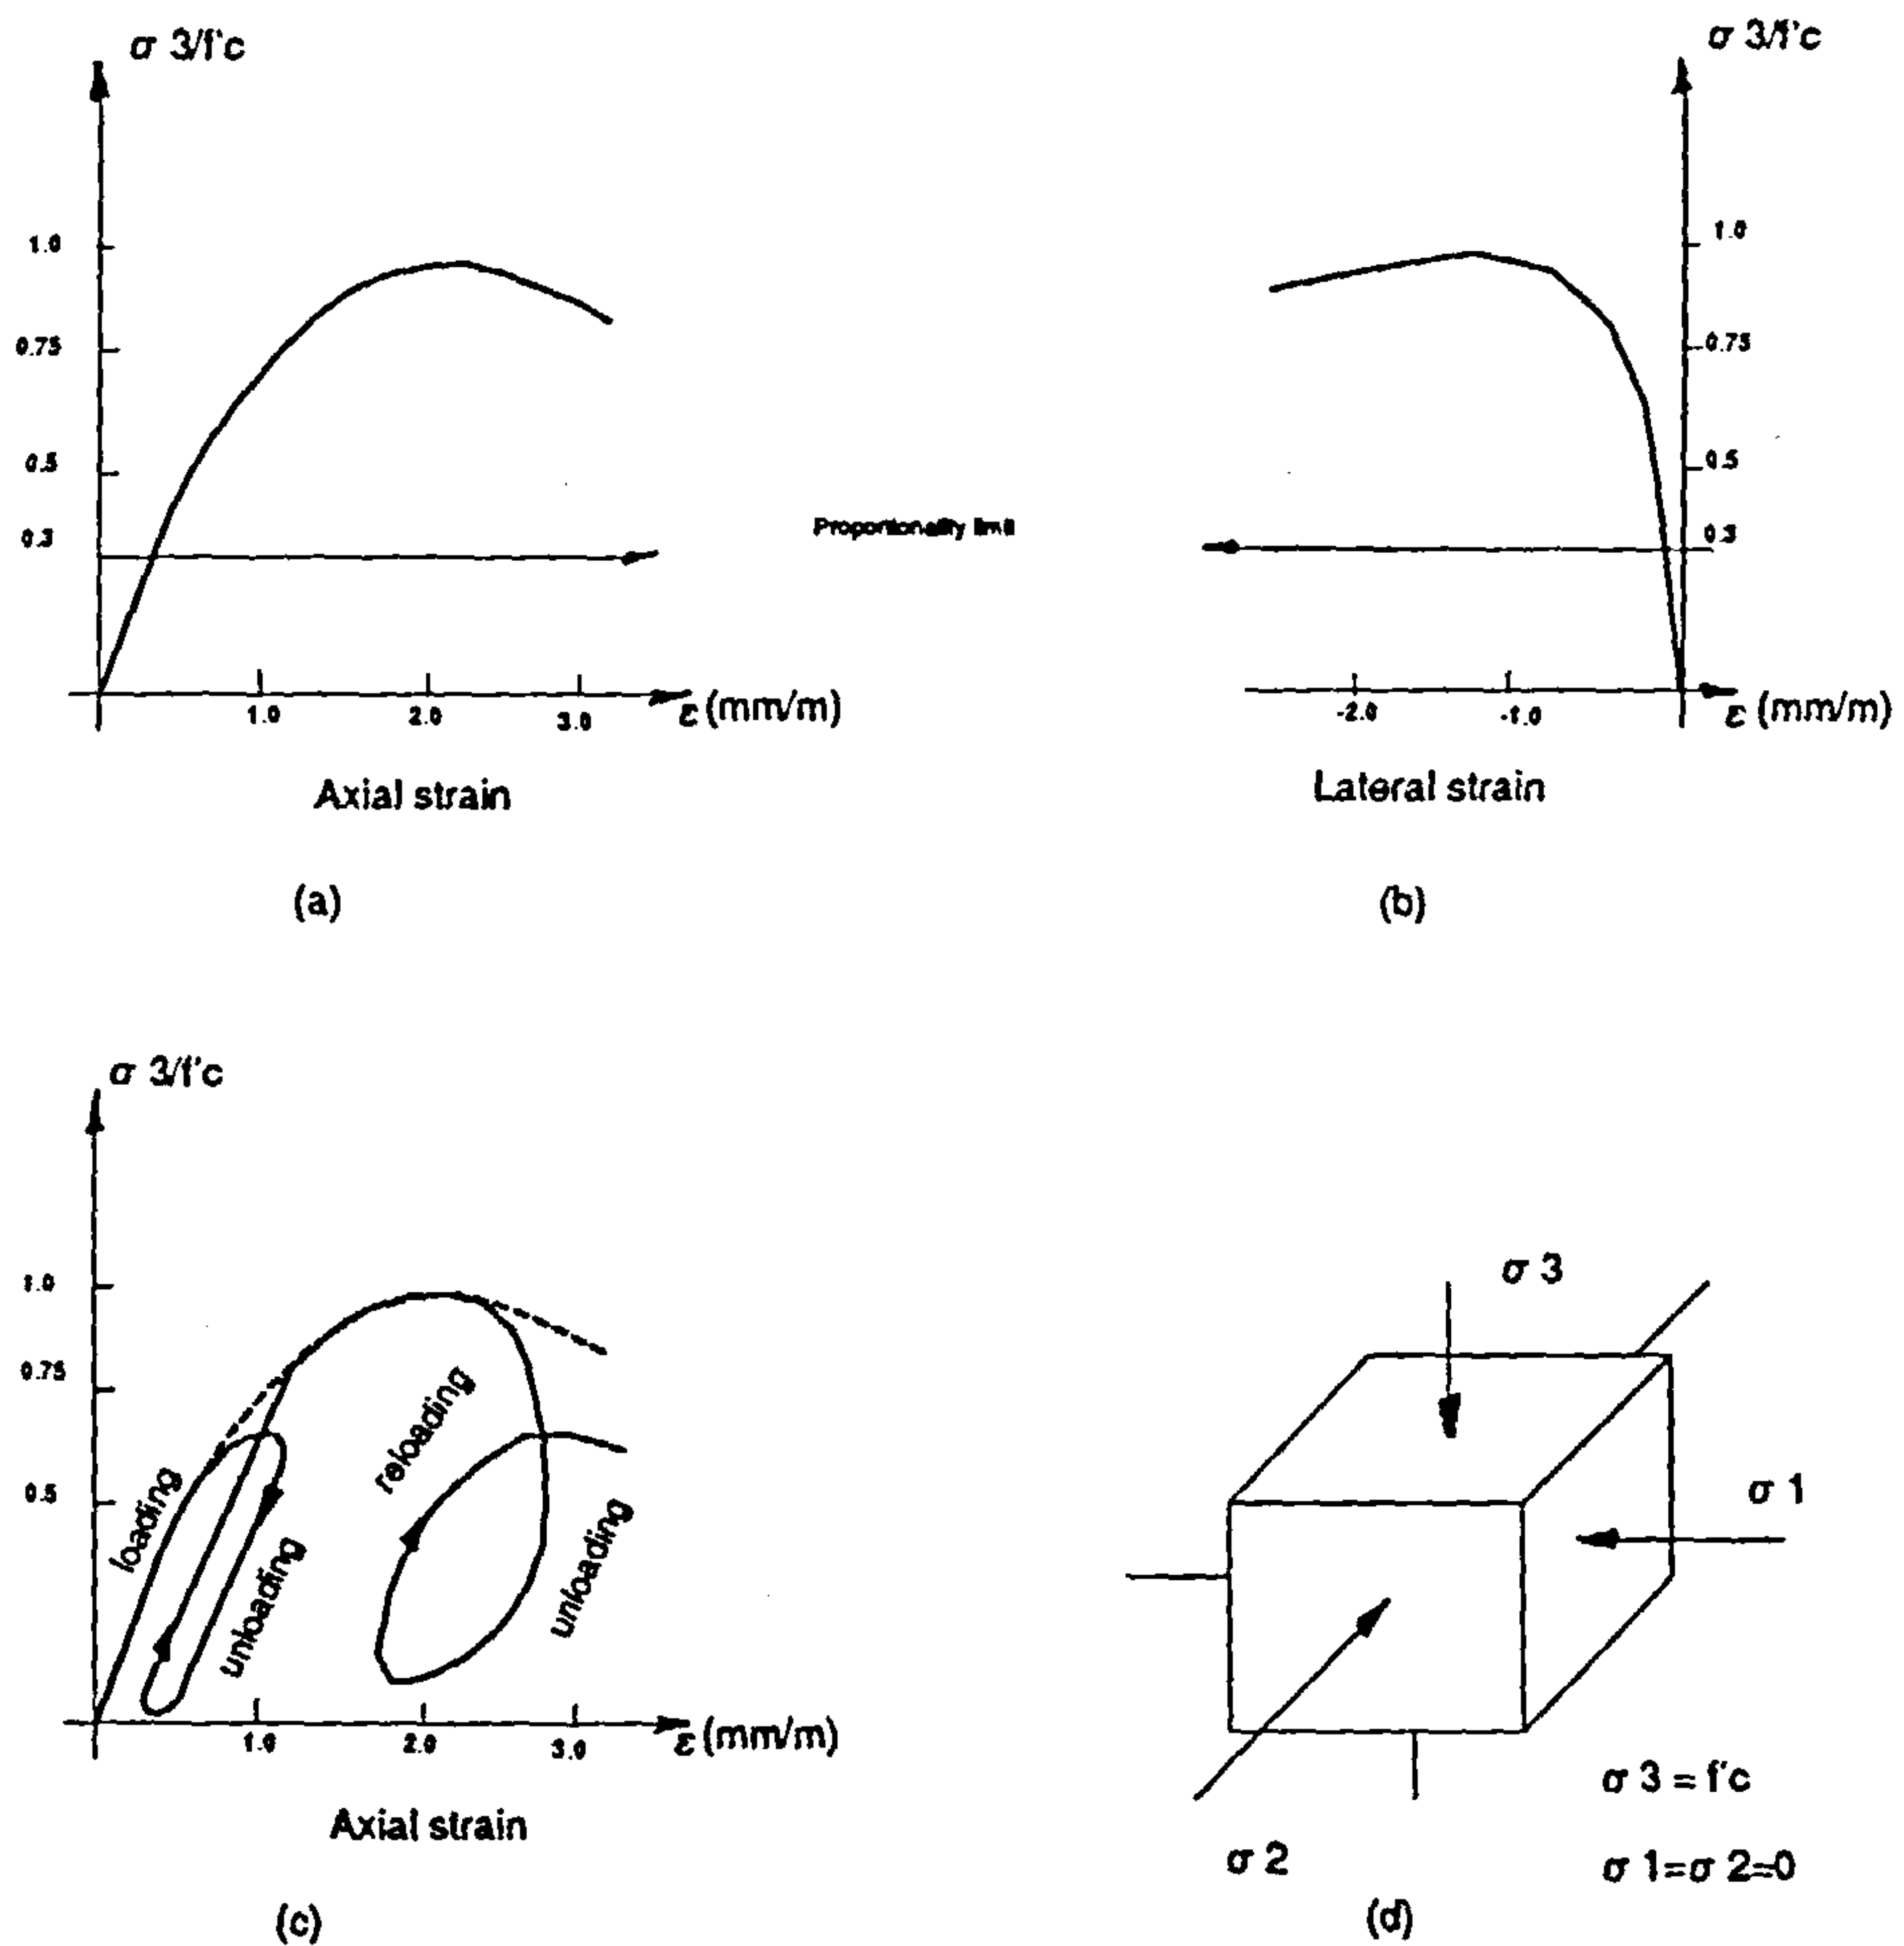 σ 3/f'c
1.0
0.75
0.5
0.3
1.0 2.0 3.0 ε (mm/m)
Axial strain
(a)
Proportionality limit
σ 3/f'c
1.0
0.75
0.5
0.3
-2.0 -1.0 ε (mm/m)
Lateral strain
(b)
σ 3/f'c
1.0
0.75
0.5
loading
unloading
reloading
unloading
1.0 2.0 3.0 ε (mm/m)
Axial strain
(c)
σ 3
σ 1
σ 2
σ 3 = f'c
σ 1=σ 2=0
(d)